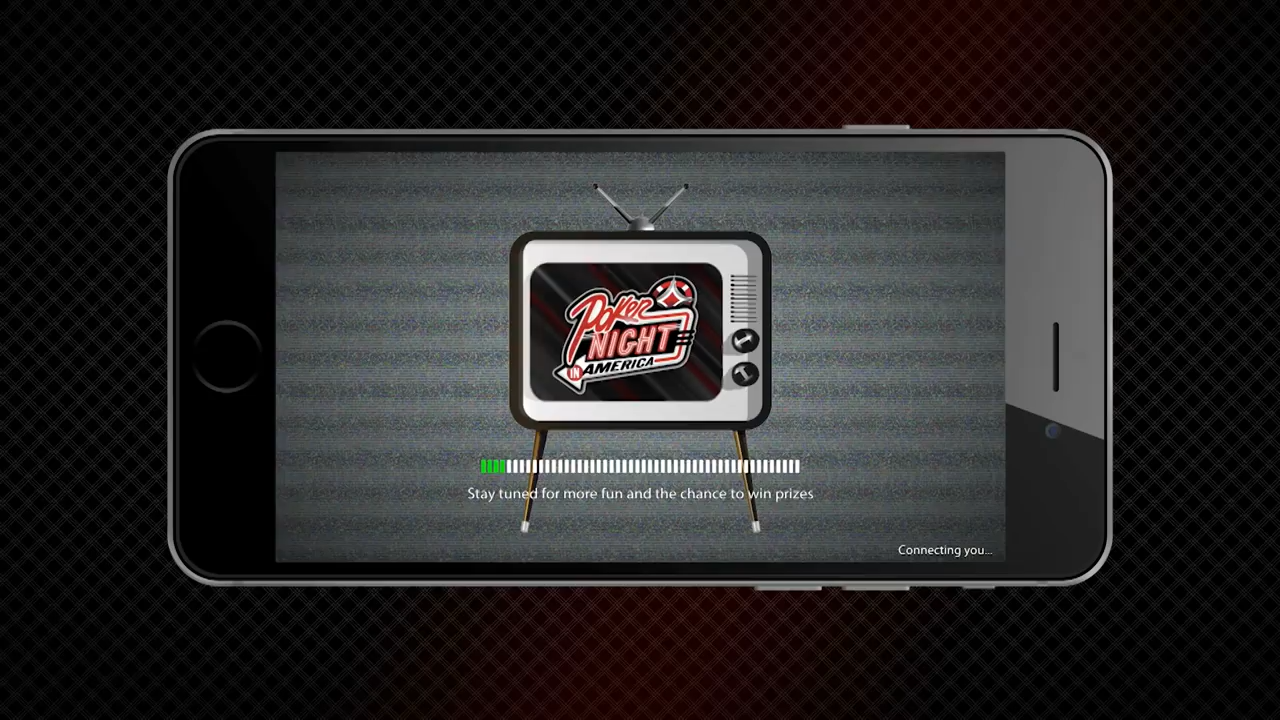 Poker
NIGHT
IN AMERICA
Stay tuned for more fun and the chance to win prizes
Connecting you...